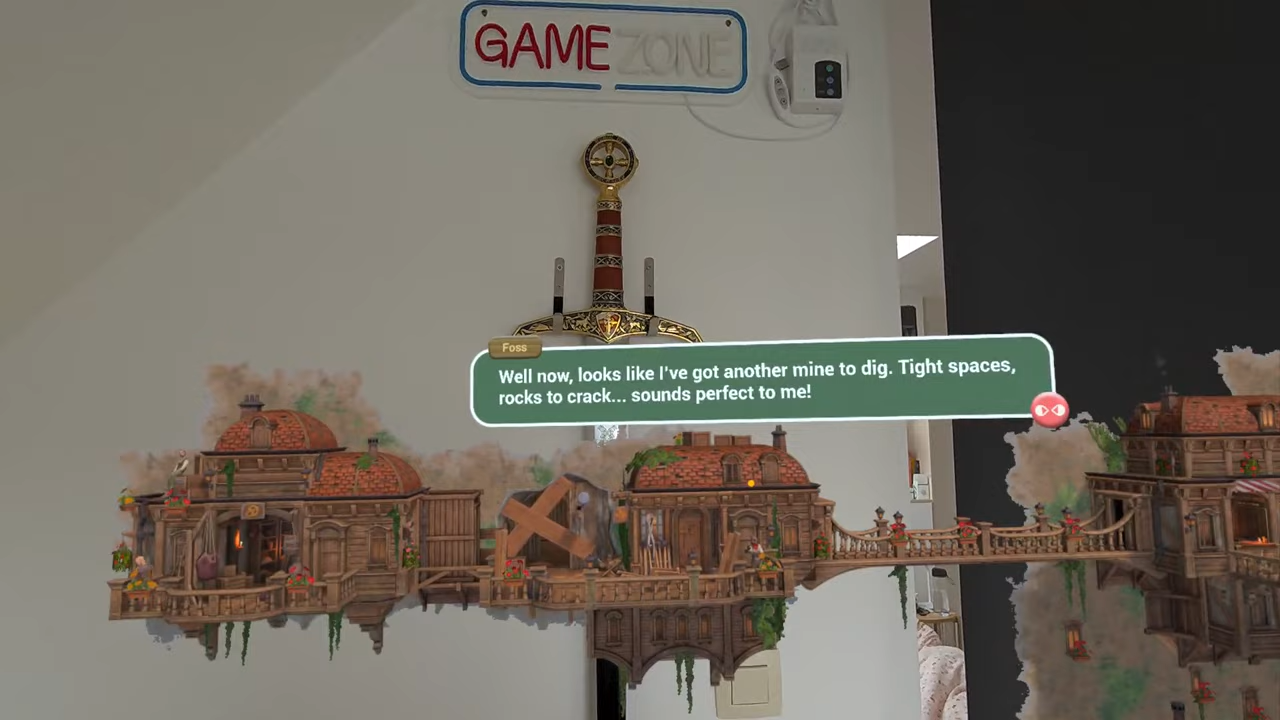 GAME ZONE
Foss
Well now, looks like I've got another mine to dig. Tight spaces,
rocks to crack... sounds perfect to me!